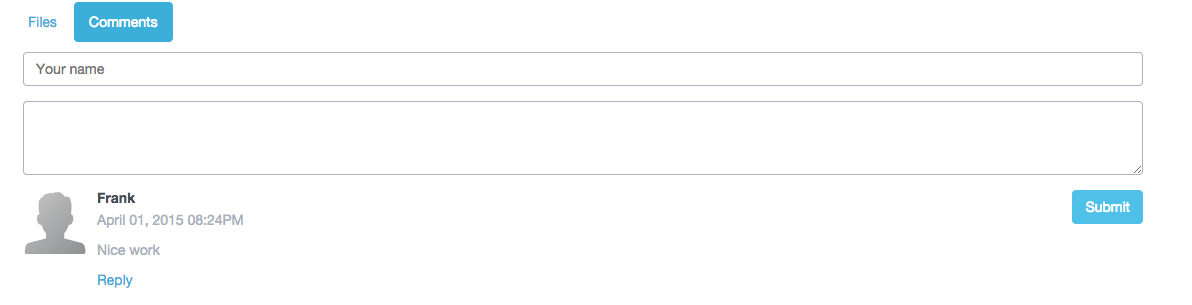 Files Comments
Your name
Frank
Submit
April 01, 2015 08:24PM
Nice work
Reply